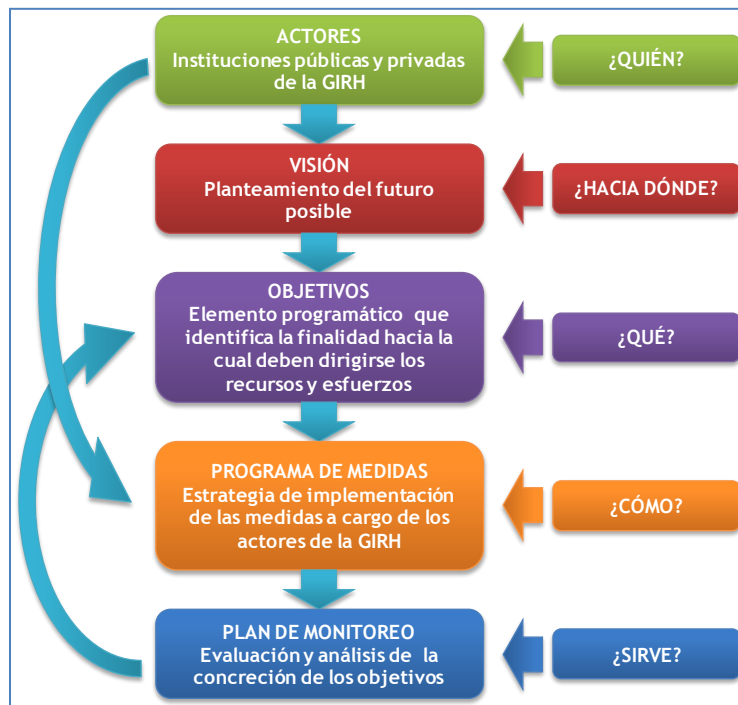 ACTORES
Instituciones públicas y privadas
de la GIRH
¿QUIÉN?
VISIÓN
Planteamiento del futuro
posible
¿HACIA DÓNDE?
OBJETIVOS
Elemento programático que
identifica la finalidad hacia la
cual deben dirigirse los
recursos y esfuerzos
¿QUÉ?
PROGRAMA DE MEDIDAS
Estrategia de implementación
de las medidas a cargo de los
actores de la GIRH
¿CÓMO?
PLAN DE MONITOREO
Evaluación y análisis de la
concreción de los objetivos
¿SIRVE?